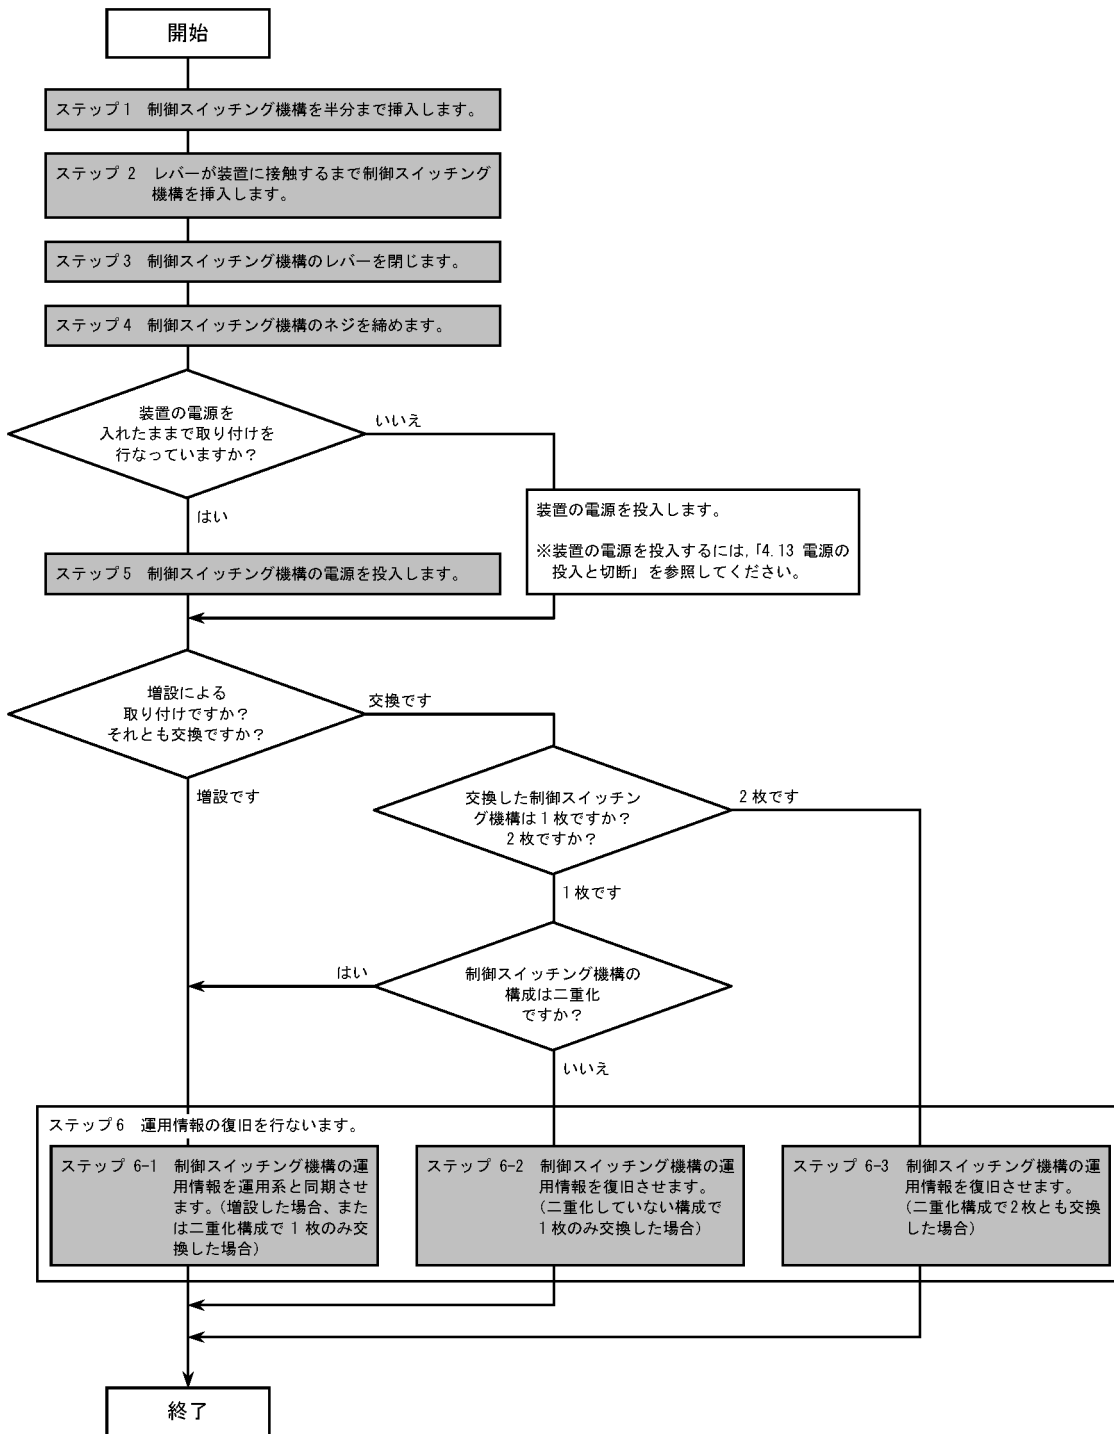 開始
ステップ1 制御スイッチング機構を半分まで挿入します。
ステップ 2 レバーが装置に接触するまで制御スイッチング
機構を挿入します。
ステップ3 制御スイッチング機構のレバーを閉じます。
ステップ4 制御スイッチング機構のネジを締めます。
装置の電源を
入れたままで取り付けを
行なっていますか？
いいえ
はい
装置の電源を投入します。
※装置の電源を投入するには,「4.13 電源の
投入と切断」を参照してください。
ステップ5 制御スイッチング機構の電源を投入します。
増設による
取り付けですか？
それとも交換ですか？
交換です
増設です
交換した制御スイッチン
グ機構は1枚ですか？
2枚ですか？
2枚です
1枚です
制御スイッチング機構の
構成は二重化
ですか？
はい
いいえ
ステップ6 運用情報の復旧を行ないます。
ステップ 6-1 制御スイッチング機構の運
用情報を運用系と同期させ
ます。(増設した場合、また
は二重化構成で 1 枚のみ交
換した場合)
ステップ 6-2 制御スイッチング機構の運
用情報を復旧させます。
(二重化していない構成で
1枚のみ交換した場合)
ステップ 6-3 制御スイッチング機構の運
用情報を復旧させます。
(二重化構成で2枚とも交換
した場合)
終了